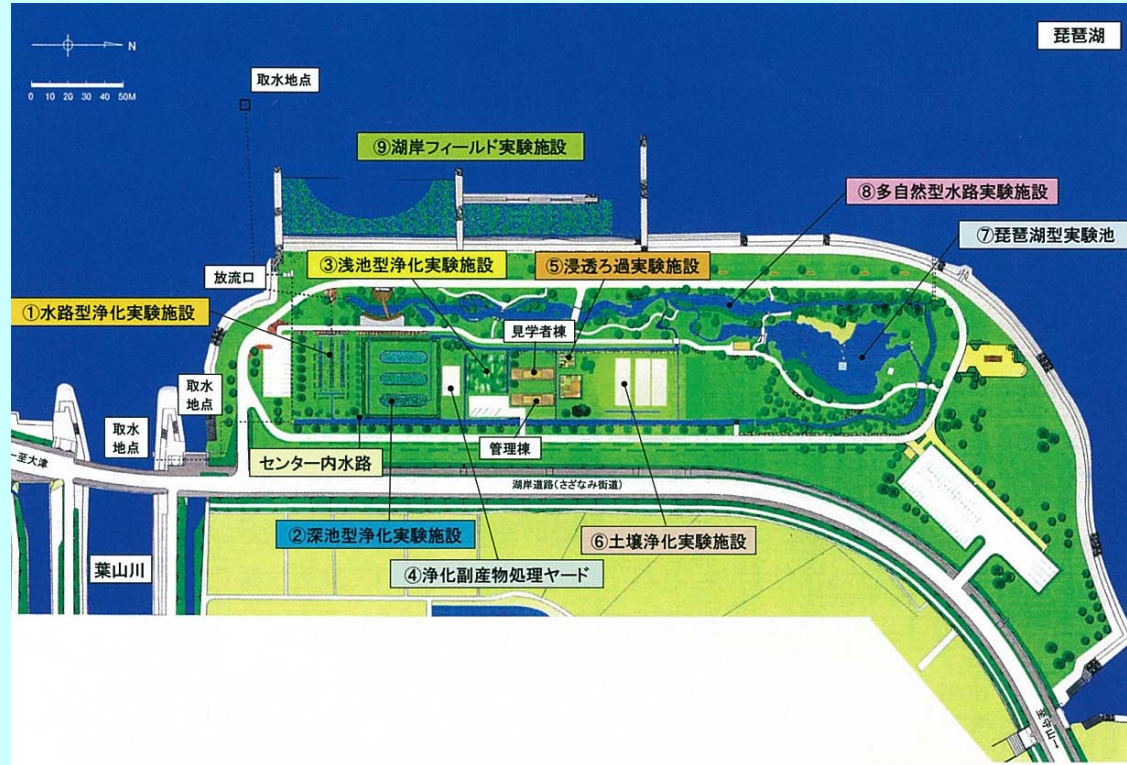 琵琶湖
N
0 10 20 30 40 50M
取水地点
⑨湖岸フィールド実験施設
⑧多自然型水路実験施設
⑦琵琶湖型実験池
放流口
③浅池型浄化実験施設
⑤浸透ろ過実験施設
①水路型浄化実験施設
見学者棟
取水
地点
取水
地点
管理棟
センター内水路
至大津
湖岸道路(さざなみ街道)
②深池型浄化実験施設
⑥土壌浄化実験施設
④浄化副産物処理ヤード
葉山川
至守山